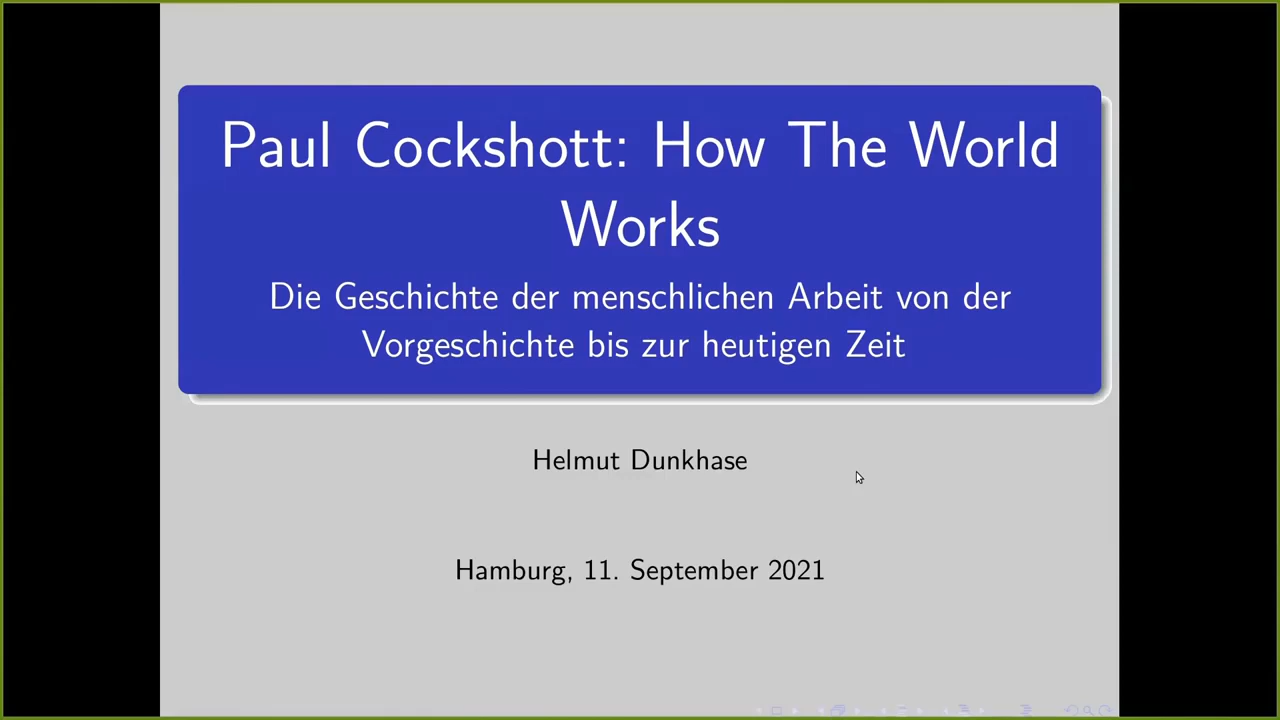 Paul Cockshott: How The World
Works
Die Geschichte der menschlichen Arbeit von der
Vorgeschichte bis zur heutigen Zeit
Helmut Dunkhase
Hamburg, 11. September 2021